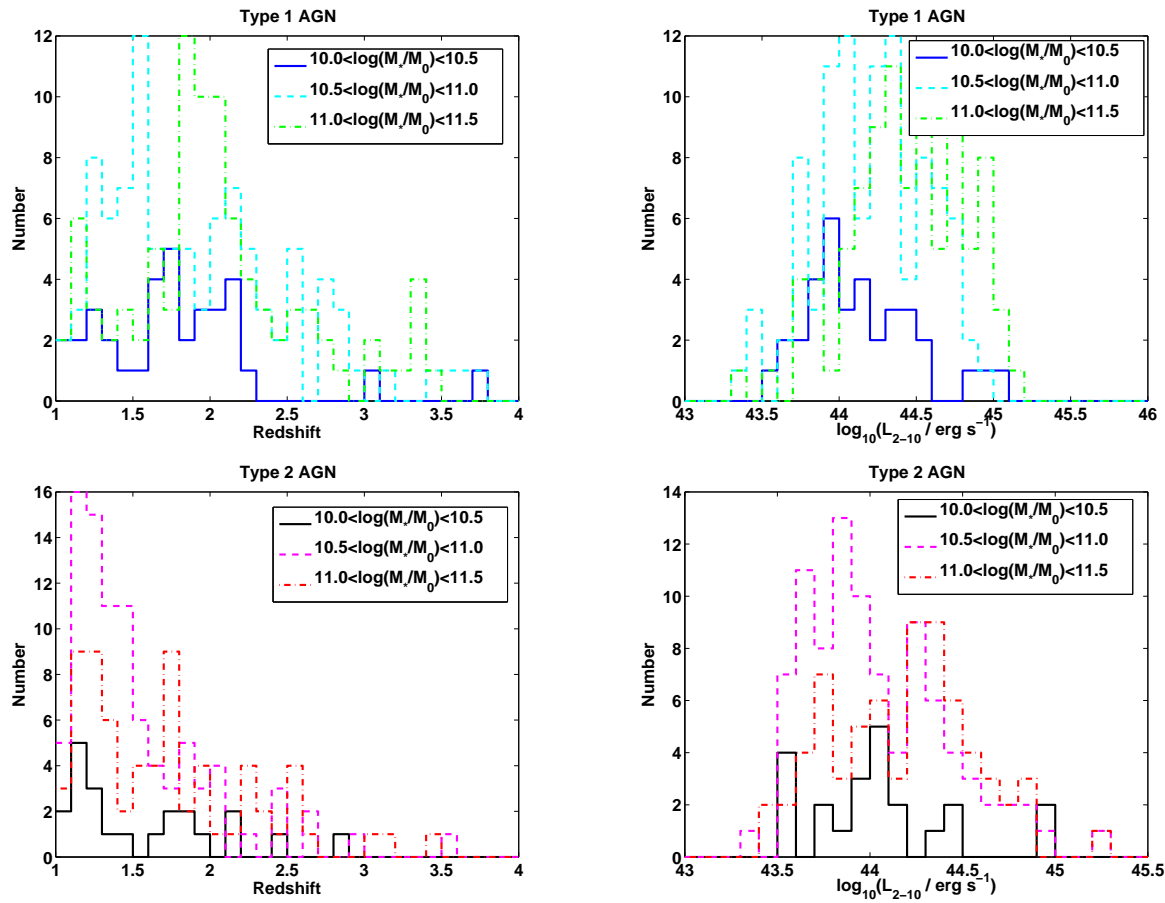 Type 1 AGN
12
10
8
6
4
2
0
Number
10.0<log(M*/M0)<10.5
10.5<log(M*/M0)<11.0
11.0<log(M*/M0)<11.5
1 1.5 2 2.5 3 3.5 4
Redshift
Type 1 AGN
12
10
8
6
4
2
0
Number
10.0<log(M*/M0)<10.5
10.5<log(M*/M0)<11.0
11.0<log(M*/M0)<11.5
43 43.5 44 44.5 45 45.5 46
log10(L2−10 / erg s−1)
Type 2 AGN
16
14
12
10
8
6
4
2
0
Number
10.0<log(M*/M0)<10.5
10.5<log(M*/M0)<11.0
11.0<log(M*/M0)<11.5
1 1.5 2 2.5 3 3.5 4
Redshift
Type 2 AGN
14
12
10
8
6
4
2
0
Number
10.0<log(M*/M0)<10.5
10.5<log(M*/M0)<11.0
11.0<log(M*/M0)<11.5
43 43.5 44 44.5 45 45.5
log10(L2−10 / erg s−1)